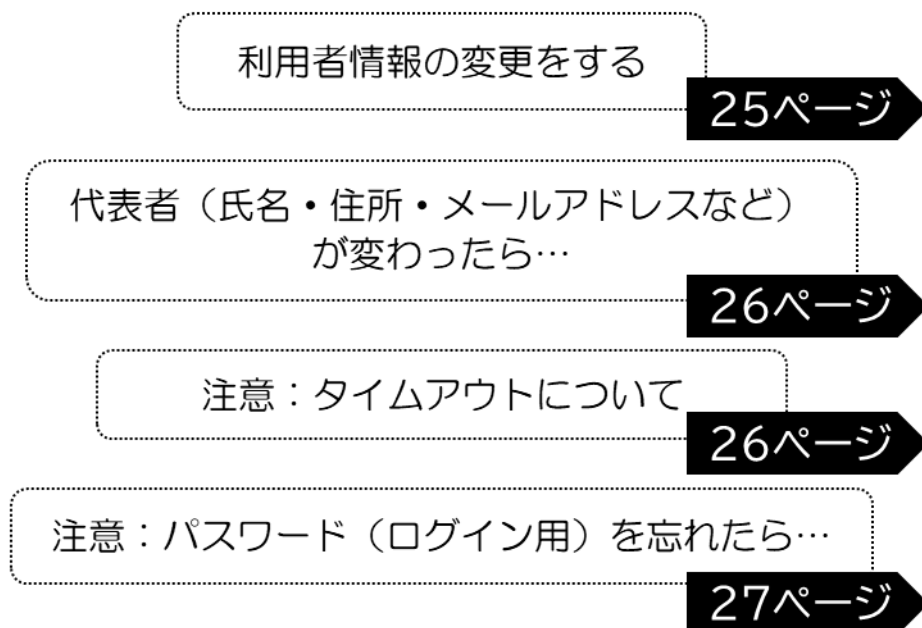 利用者情報の変更をする
25ページ
代表者（氏名・住所・メールアドレスなど）
が変わったら…
26ページ
注意：タイムアウトについて
26ページ
注意：パスワード（ログイン用）を忘れたら…
27ページ